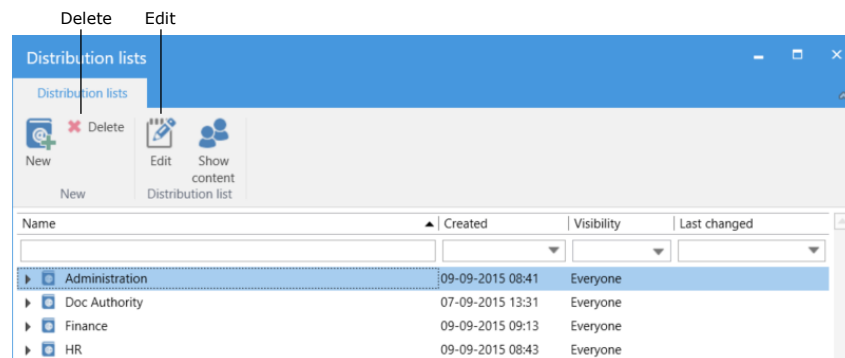 Delete Edit
Distribution lists
Distribution lists
Delete
New Edit Show
content
New Distribution list
Name Created Visibility Last changed
Administration 09-09-2015 08:41 Everyone
Doc Authority 07-09-2015 13:31 Everyone
Finance 09-09-2015 09:13 Everyone
HR 09-09-2015 08:43 Everyone